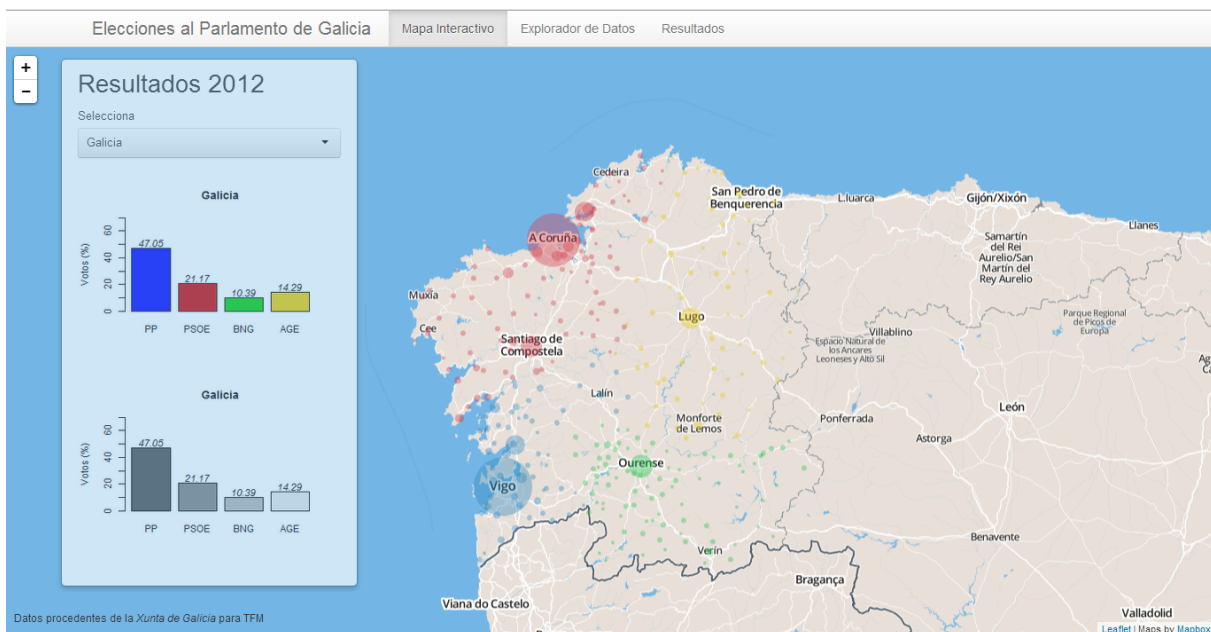 Elecciones al Parlamento de Galicia
Mapa Interactivo
Explorador de Datos
Resultados
+
-
Resultados 2012
Selecciona
Galicia
Galicia
Votos (%)
60
40
20
0
47.05
21.17
10.39
14.29
PP
PSOE
BNG
AGE
Galicia
Votos (%)
60
40
20
0
47.05
21.17
10.39
14.29
PP
PSOE
BNG
AGE
Datos procedentes de la Xunta de Galicia para TFM
Cedeira
San Pedro de
Benquerencia
L.luarca
Gijón/Xixón
Llanes
A Coruña
Samartín
del Rei
Aurelio/San
Martín del
Rey Aurelio
Muxía
Cee
Lugo
Parque Regional
de Picos de
Europa
Santiago de
Compostela
Villablino
Espacio Natural de
los Ancares
Leoneses y Alto Sil
Lalín
León
Monforte
de Lemos
Ponferrada
Astorga
Ourense
Vigo
Benavente
Verín
Bragança
Viana do Castelo
Valladolid
Leaflet | Maps by Mapbox